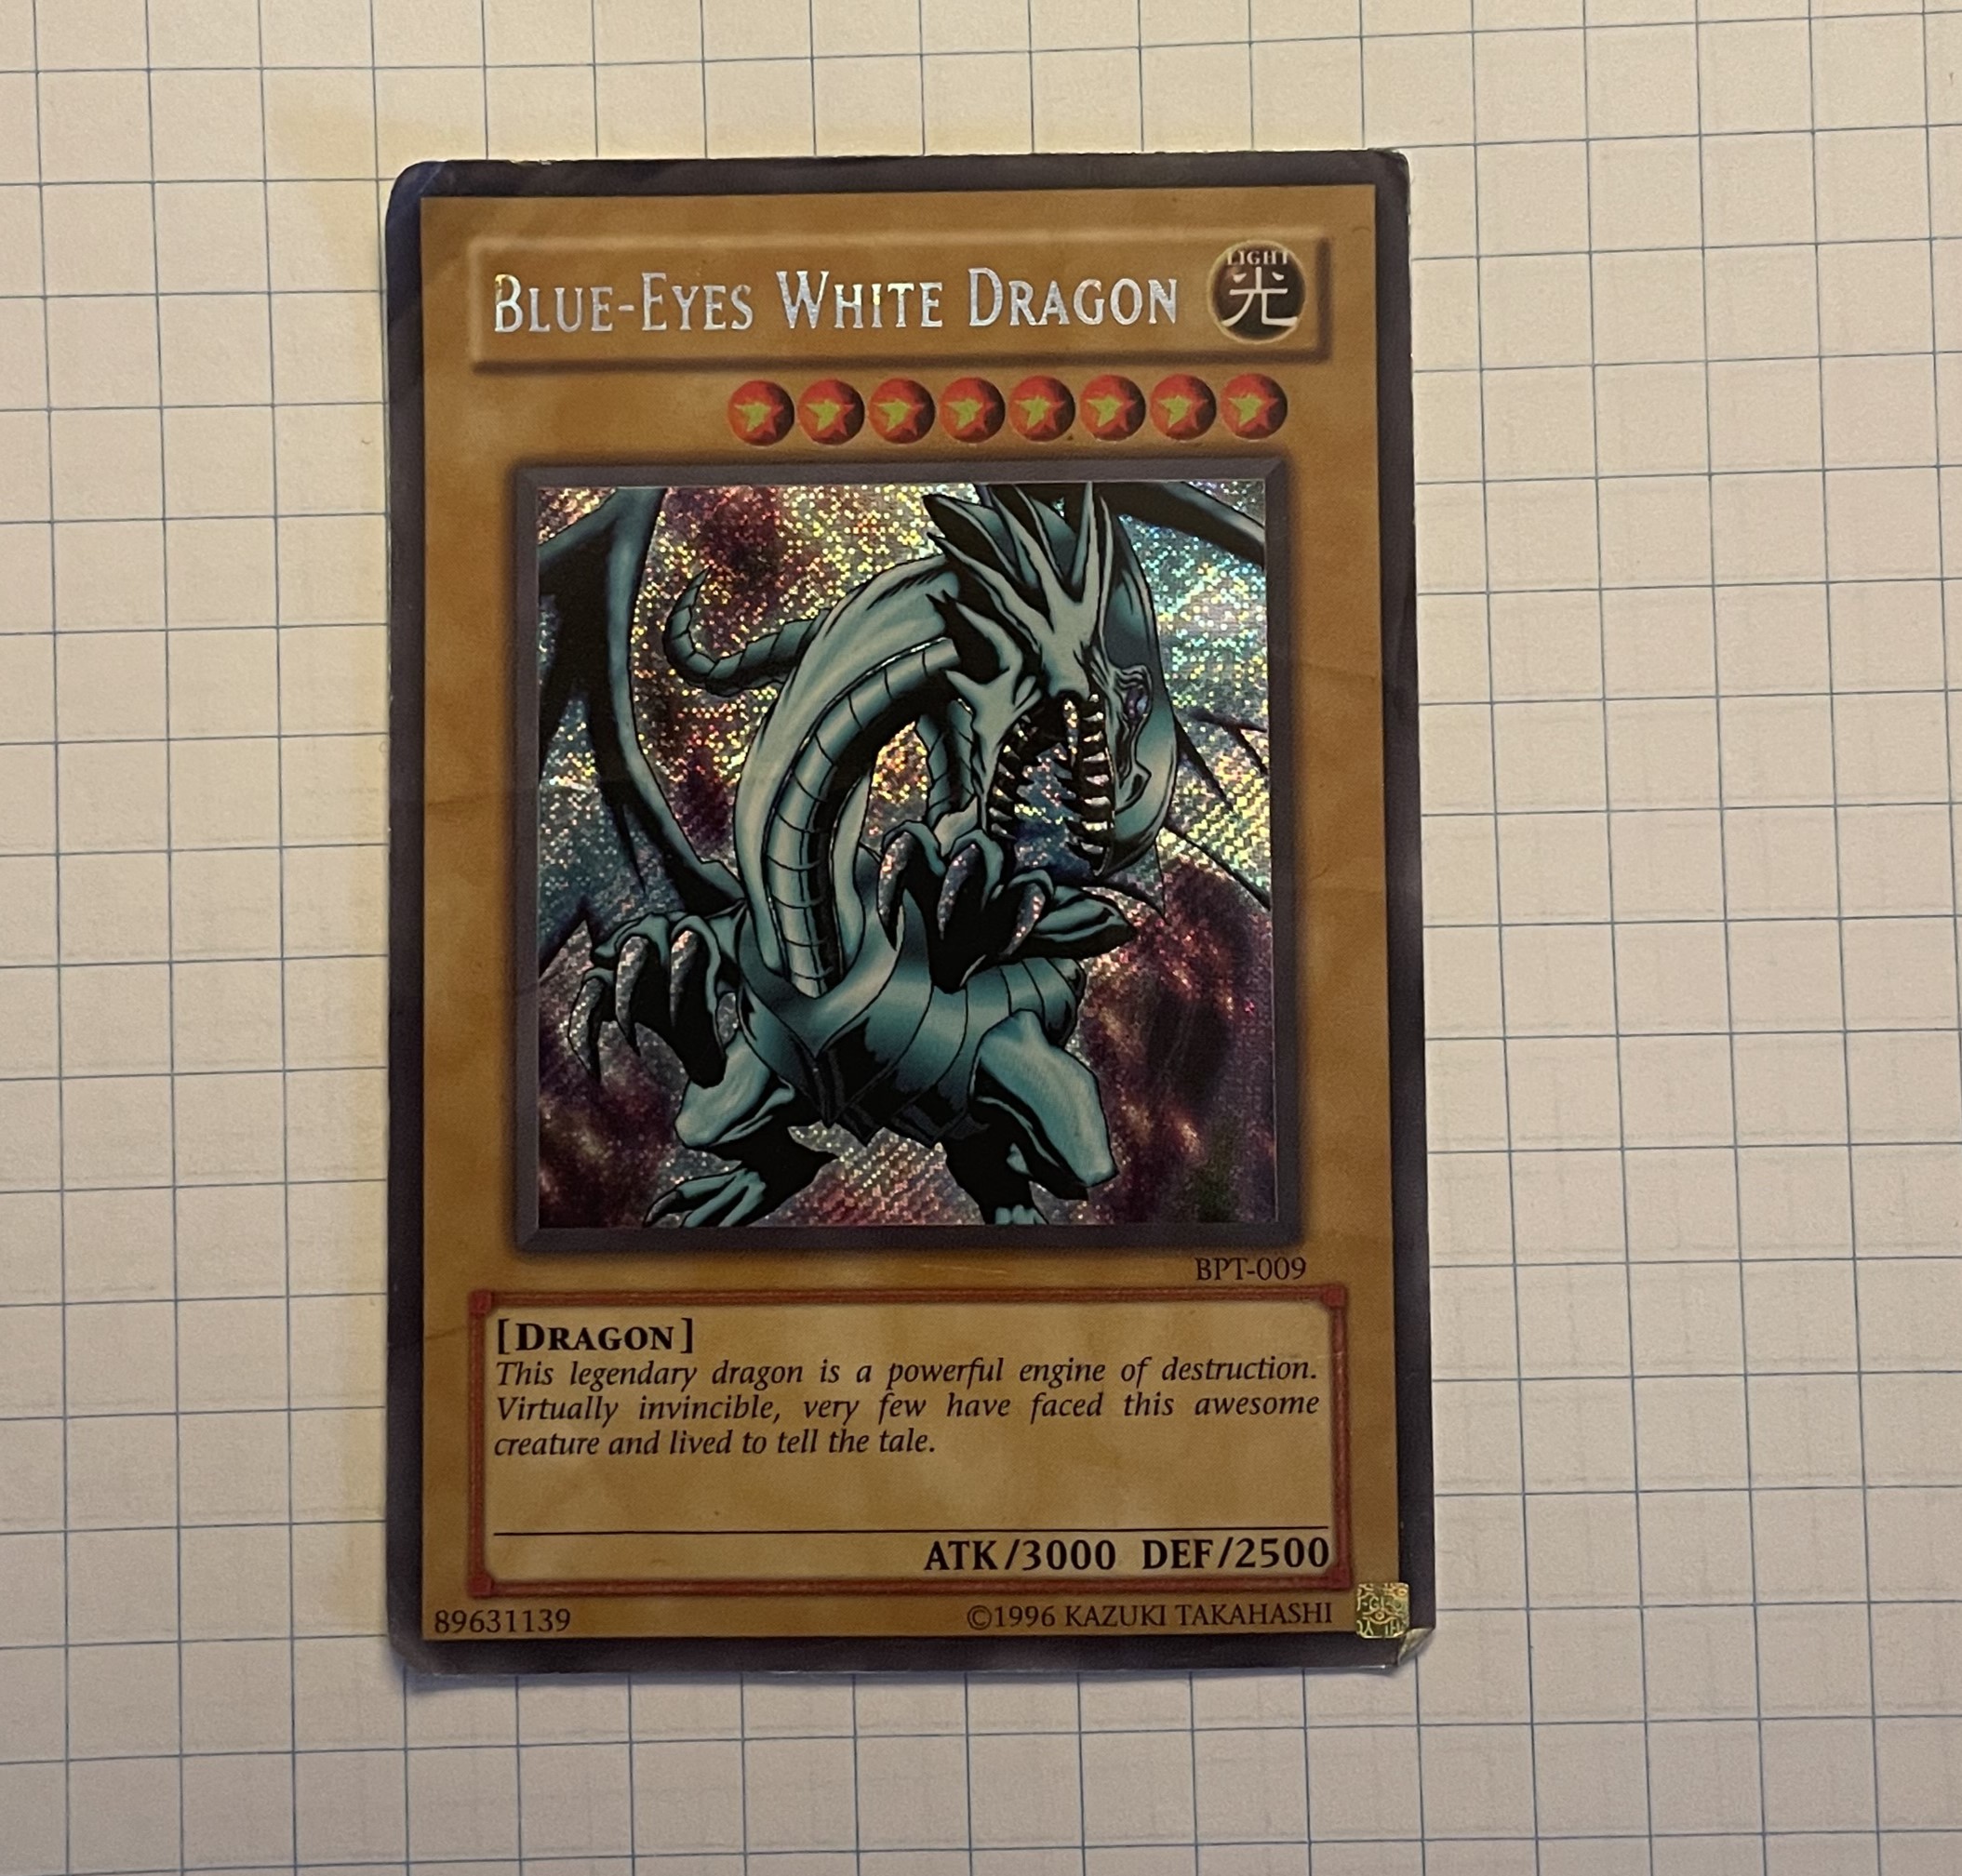 BLUE-EYES WHITE DRAGON
LIGHT
光
BPT-009
[DRAGON]
This legendary dragon is a powerful engine of destruction.
Virtually invincible, very few have faced this awesome
creature and lived to tell the tale.
ATK/3000 DEF/2500
89631139
©1996 KAZUKI TAKAHASHI